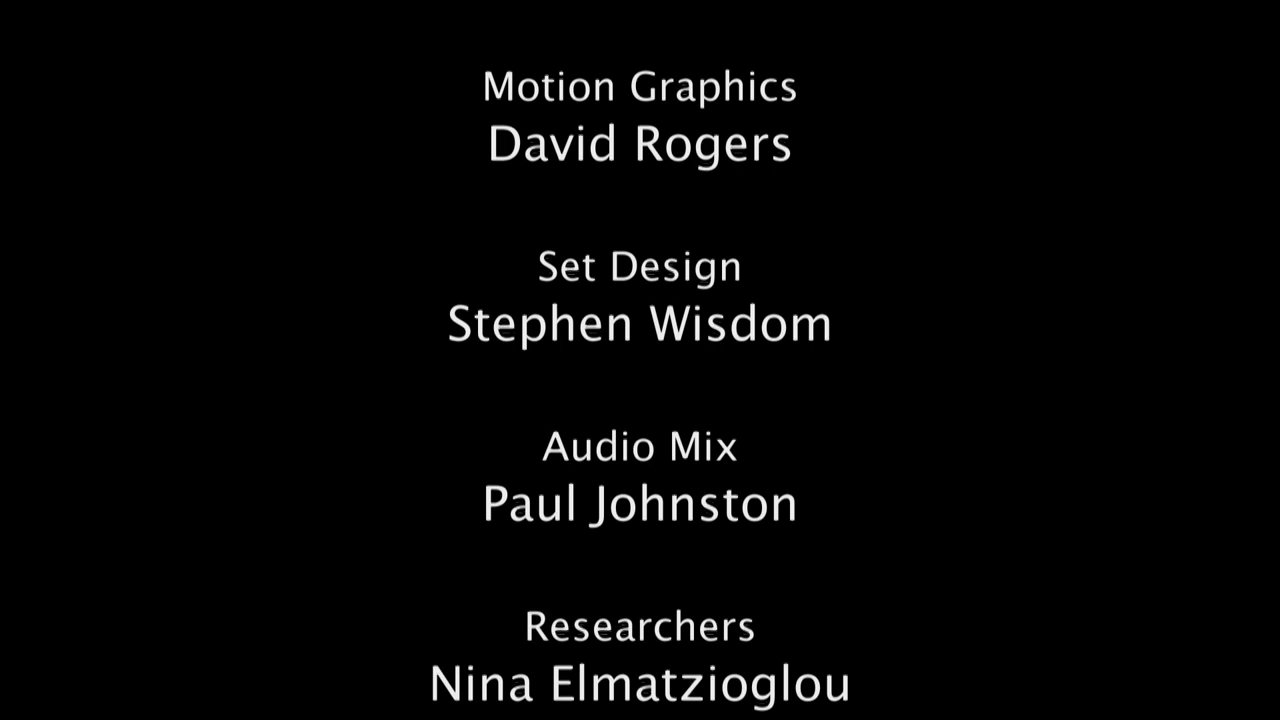 Motion Graphics
David Rogers
Set Design
Stephen Wisdom
Audio Mix
Paul Johnston
Researchers
Nina Elmatzioglou